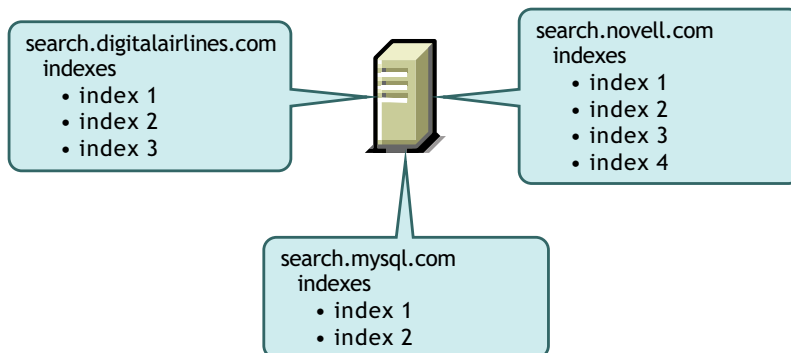 search.digitalairlines.com
indexes
• index 1
• index 2
• index 3
search.novell.com
indexes
• index 1
• index 2
• index 3
• index 4
search.mysql.com
indexes
• index 1
• index 2